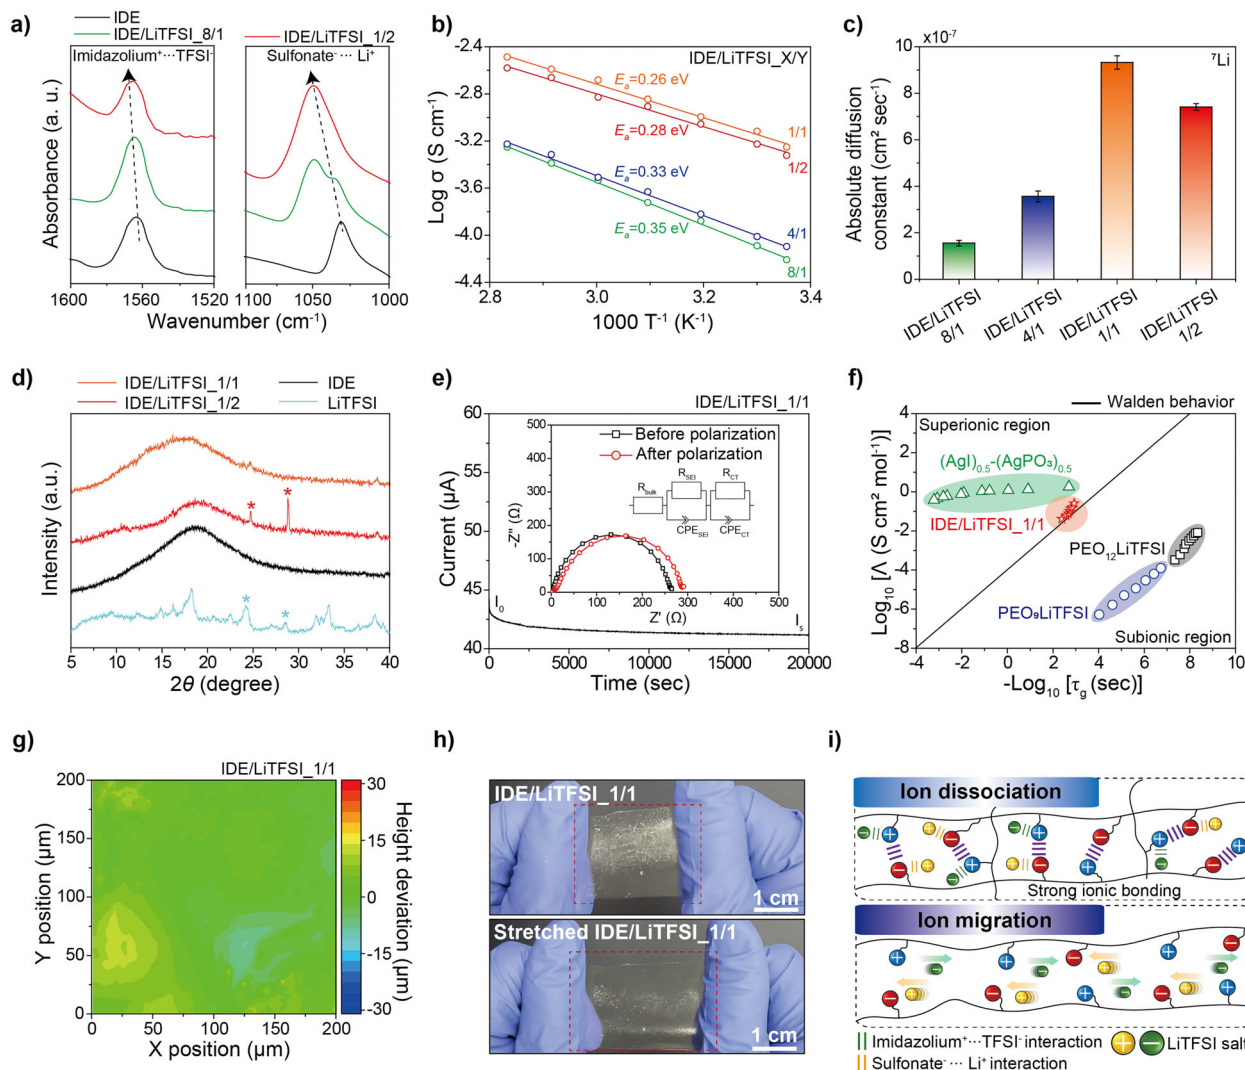 a)
IDE
IDE/LiTFSI_8/1
IDE/LiTFSI_1/2
Imidazolium⁺···TFSI⁻
Sulfonate⁻ ··· Li⁺
Absorbance (a. u.)
1600 1560 1520
1100 1050 1000
Wavenumber (cm⁻¹)
b)
IDE/LiTFSI_X/Y
Log σ (S cm⁻¹)
-2.4
-2.8
-3.2
-3.6
-4.0
-4.4
Eₐ=0.26 eV
1/1
Eₐ=0.28 eV
1/2
Eₐ=0.33 eV
4/1
Eₐ=0.35 eV
8/1
2.8 3.0 3.2 3.4
1000 T⁻¹ (K⁻¹)
c)
x10⁻⁷
⁷Li
Absolute diffusion
constant (cm² sec⁻¹)
10
8
6
4
2
0
IDE/LiTFSI
8/1
IDE/LiTFSI
4/1
IDE/LiTFSI
1/1
IDE/LiTFSI
1/2
d)
IDE/LiTFSI_1/1
IDE/LiTFSI_1/2
IDE
LiTFSI
Intensity (a.u.)
* *
* *
5 10 15 20 25 30 35 40
2θ (degree)
e)
IDE/LiTFSI_1/1
Current (μA)
60
55
50
45
40
-Z'' (Ω)
500
400
300
200
100
0
Before polarization
After polarization
R_bulk
R_SEI
R_CT
CPE_SEI
CPE_CT
0 100 200 300 400 500
Z' (Ω)
I₀
Iₛ
0 5000 10000 15000 20000
Time (sec)
f)
Walden behavior
Log₁₀ [Λ (S cm² mol⁻¹)]
4
2
0
-2
-4
-6
-8
Superionic region
(AgI)₀.₅-(AgPO₃)₀.₅
IDE/LiTFSI_1/1
PEO₁₂LiTFSI
PEO₉LiTFSI
Subionic region
-4 -2 0 2 4 6 8 10
-Log₁₀ [τg (sec)]
g)
IDE/LiTFSI_1/1
Y position (μm)
200
150
100
50
0
0 50 100 150 200
X position (μm)
30
15
0
-15
-30
Height deviation (μm)
h)
IDE/LiTFSI_1/1
1 cm
Stretched IDE/LiTFSI_1/1
1 cm
i)
Ion dissociation
Strong ionic bonding
Ion migration
Imidazolium⁺···TFSI⁻ interaction
Sulfonate⁻ ··· Li⁺ interaction
LiTFSI salt